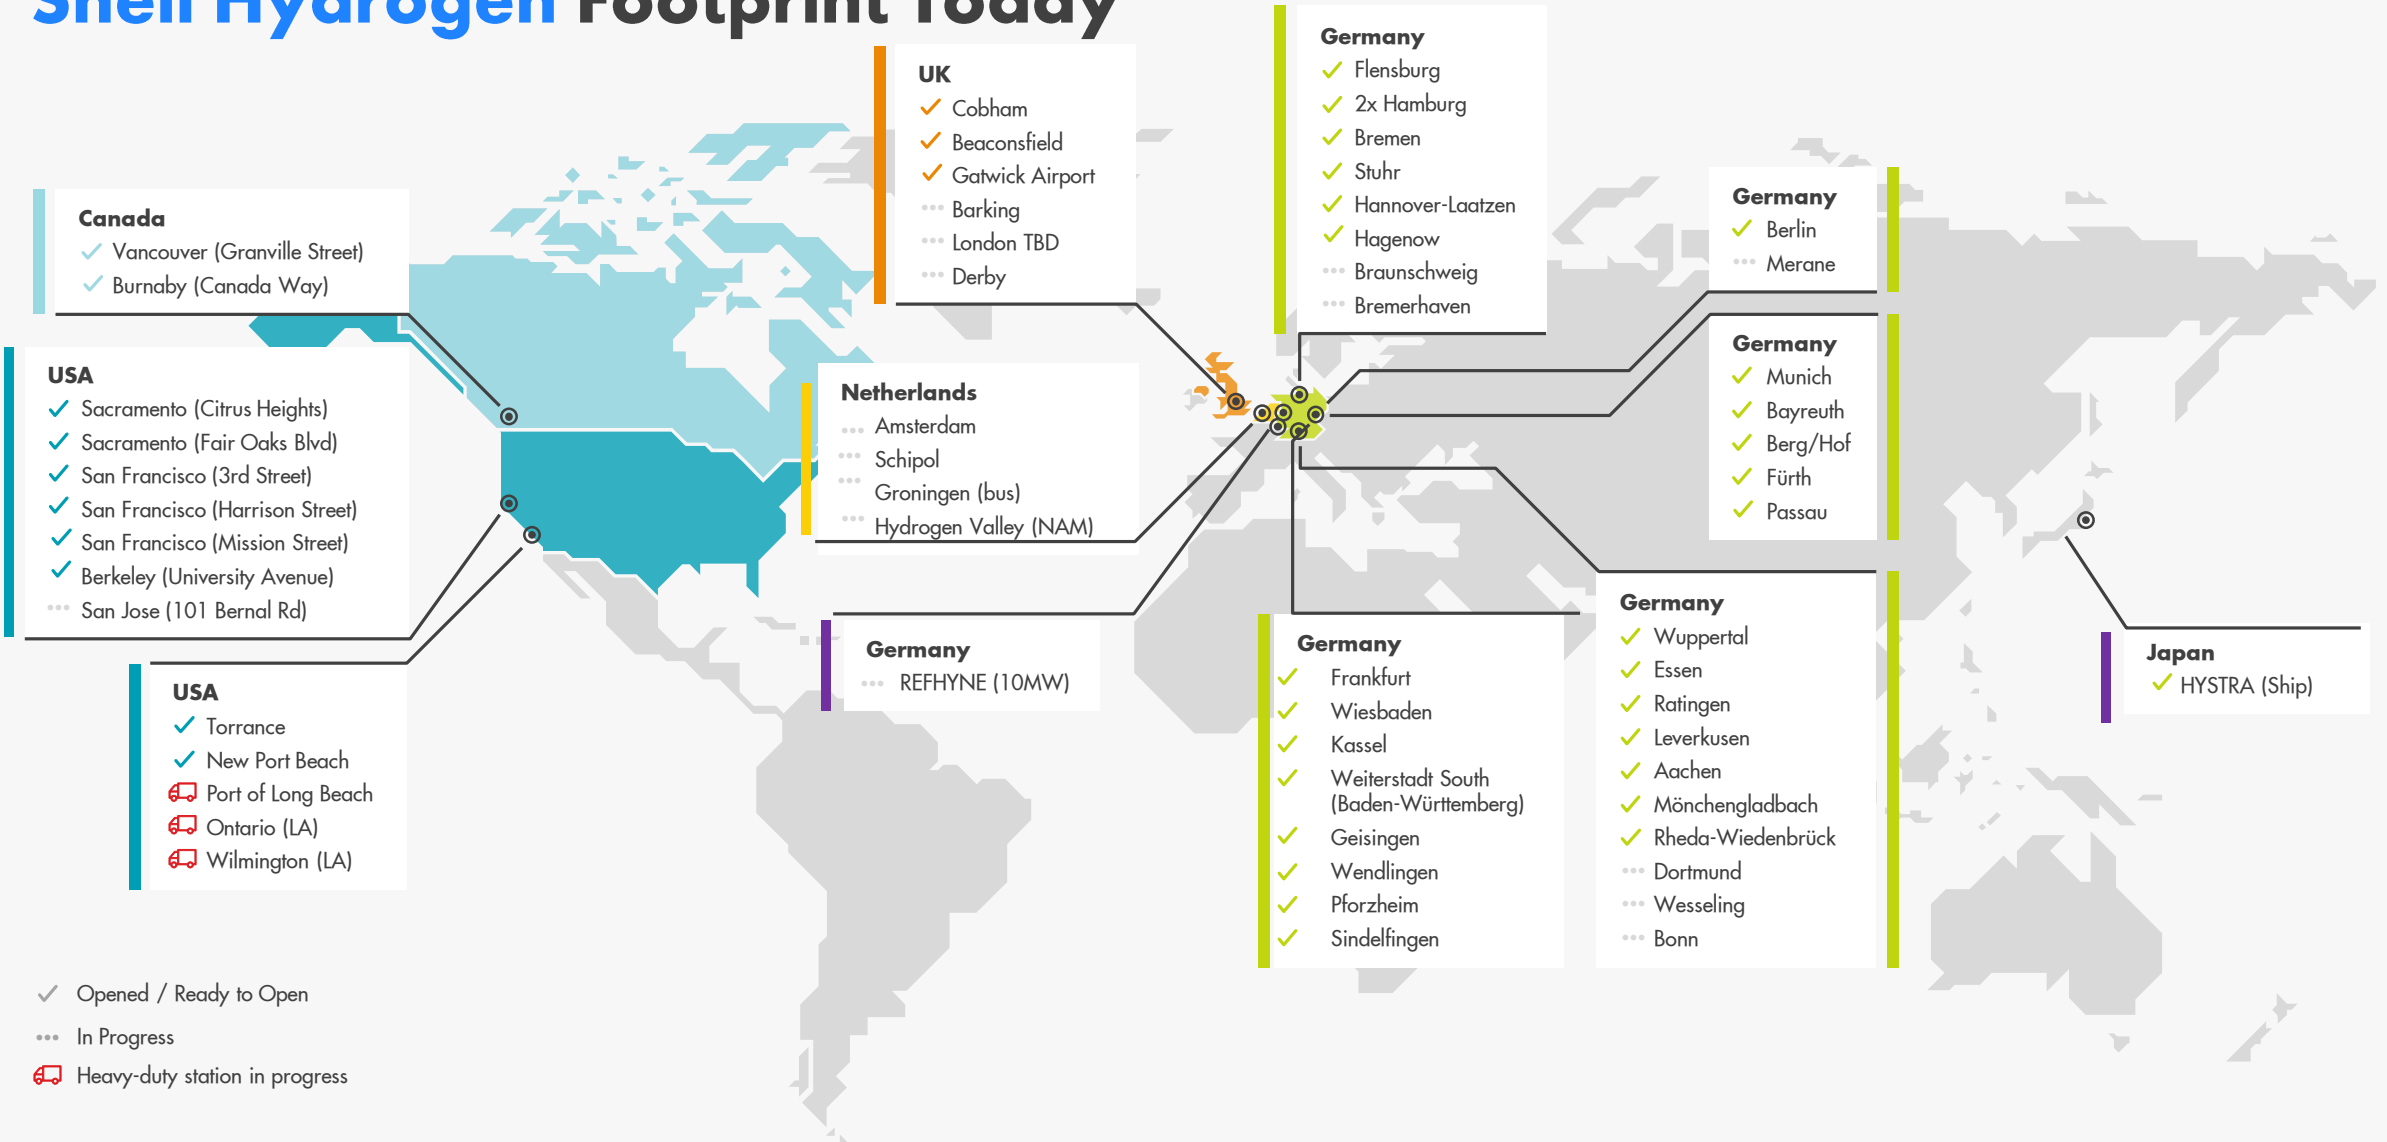 Shell Hydrogen Footprint Today
Canada
Vancouver (Granville Street)
Burnaby (Canada Way)
USA
Sacramento (Citrus Heights)
Sacramento (Fair Oaks Blvd)
San Francisco (3rd Street)
San Francisco (Harrison Street)
San Francisco (Mission Street)
Berkeley (University Avenue)
San Jose (101 Bernal Rd)
USA
Torrance
New Port Beach
Port of Long Beach
Ontario (LA)
Wilmington (LA)
UK
Cobham
Beaconsfield
Gatwick Airport
Barking
London TBD
Derby
Netherlands
Amsterdam
Schipol
Groningen (bus)
Hydrogen Valley (NAM)
Germany
REFHYNE (10MW)
Germany
Flensburg
2x Hamburg
Bremen
Stuhr
Hannover-Laatzen
Hagenow
Braunschweig
Bremerhaven
Germany
Berlin
Merane
Germany
Munich
Bayreuth
Berg/Hof
Fürth
Passau
Germany
Frankfurt
Wiesbaden
Kassel
Weiterstadt South
(Baden-Württemberg)
Geisingen
Wendlingen
Pforzheim
Sindelfingen
Germany
Wuppertal
Essen
Ratingen
Leverkusen
Aachen
Mönchengladbach
Rheda-Wiedenbrück
Dortmund
Wesseling
Bonn
Japan
HYSTRA (Ship)
Opened / Ready to Open
In Progress
Heavy-duty station in progress